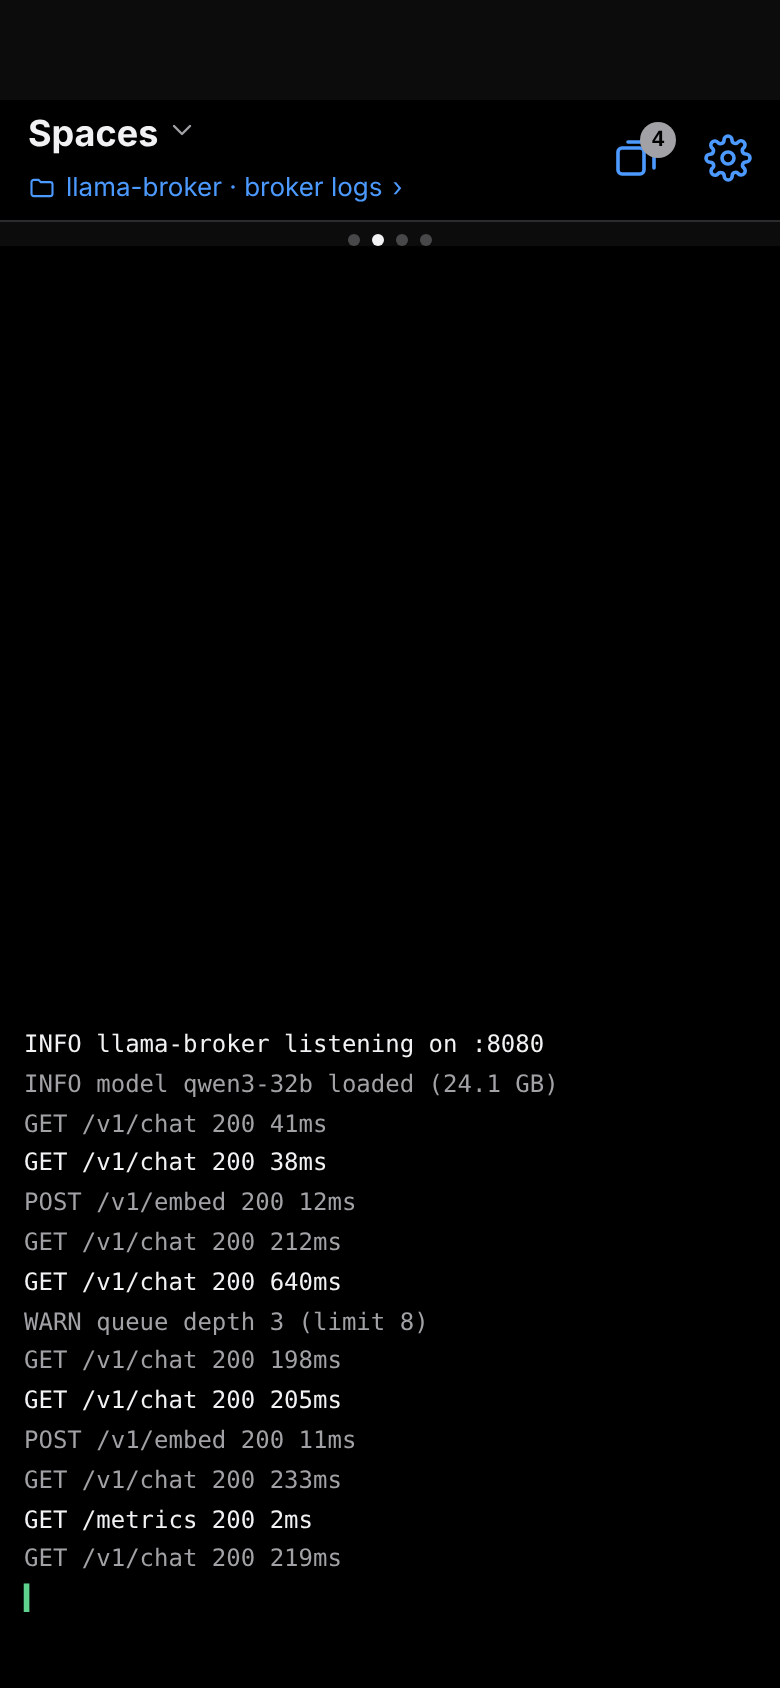 Spaces
4
llama-broker · broker logs ›
INFO llama-broker listening on :8080
INFO model qwen3-32b loaded (24.1 GB)
GET /v1/chat 200 41ms
GET /v1/chat 200 38ms
POST /v1/embed 200 12ms
GET /v1/chat 200 212ms
GET /v1/chat 200 640ms
WARN queue depth 3 (limit 8)
GET /v1/chat 200 198ms
GET /v1/chat 200 205ms
POST /v1/embed 200 11ms
GET /v1/chat 200 233ms
GET /metrics 200 2ms
GET /v1/chat 200 219ms